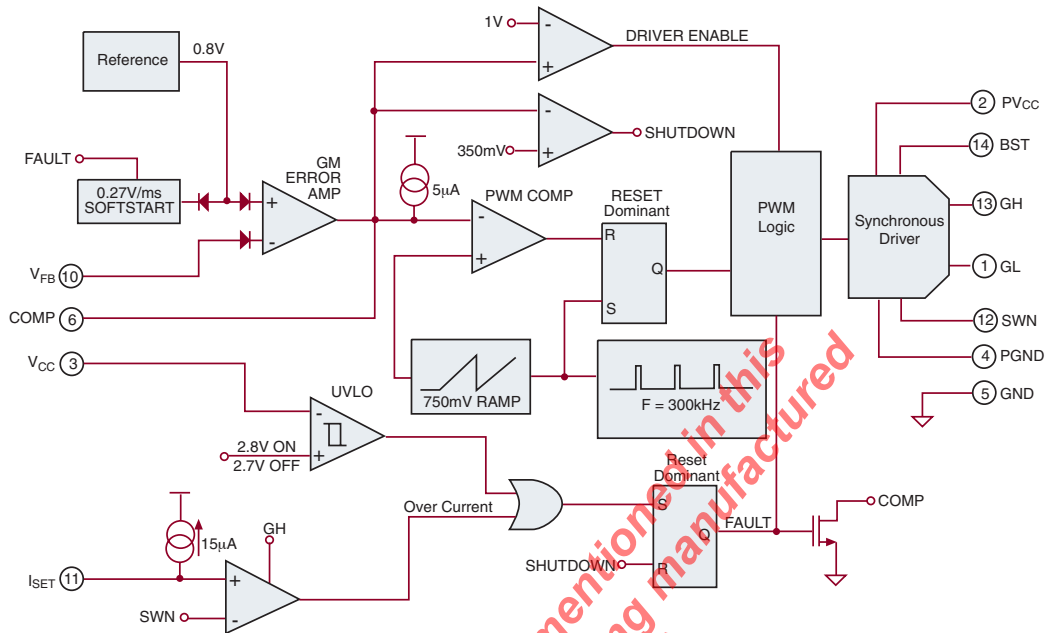 1V
-
+
DRIVER ENABLE
Reference
0.8V
-
+
350mV
SHUTDOWN
2 PVCC
14 BST
13 GH
1 GL
12 SWN
4 PGND
5 GND
FAULT
0.27V/ms
SOFTSTART
GM
ERROR
AMP
+
-
5µA
PWM COMP
-
+
RESET
Dominant
R
Q
S
PWM
Logic
Synchronous
Driver
VFB 10
COMP 6
VCC 3
750mV RAMP
F = 300kHz
UVLO
-
+
2.8V ON
2.7V OFF
Over Current
Reset
Dominant
S
Q
R
FAULT
COMP
SHUTDOWN
15µA
GH
ISET 11
+
-
SWN
mentioned in this
ng manufactured